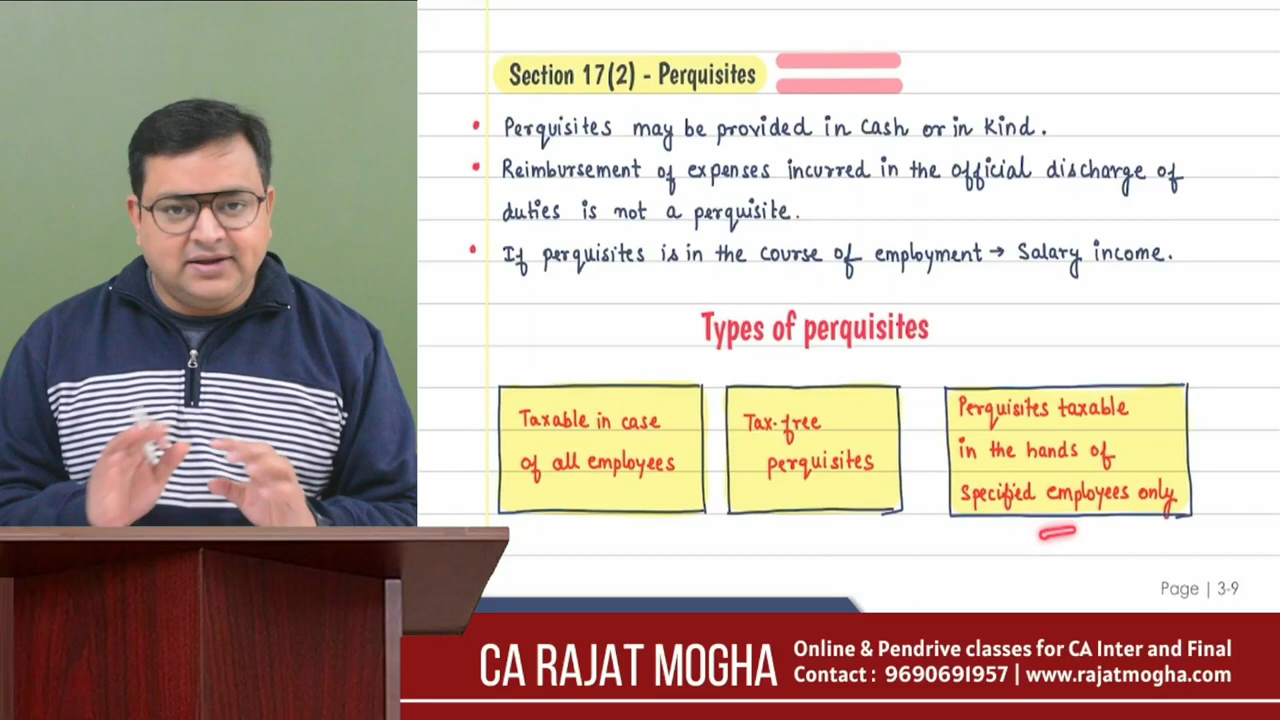 Section 17(2) - Perquisites
• Perquisites may be provided in cash or in kind.
• Reimbursement of expenses incurred in the official discharge of
duties is not a perquisite.
• If perquisites is in the course of employment → Salary income.
Types of perquisites
Taxable in case
of all employees
Tax-free
perquisites
Perquisites taxable
in the hands of
specified employees only
Page | 3-9
CA RAJAT MOGHA
Online & Pendrive classes for CA Inter and Final
Contact : 9690691957 | www.rajatmogha.com